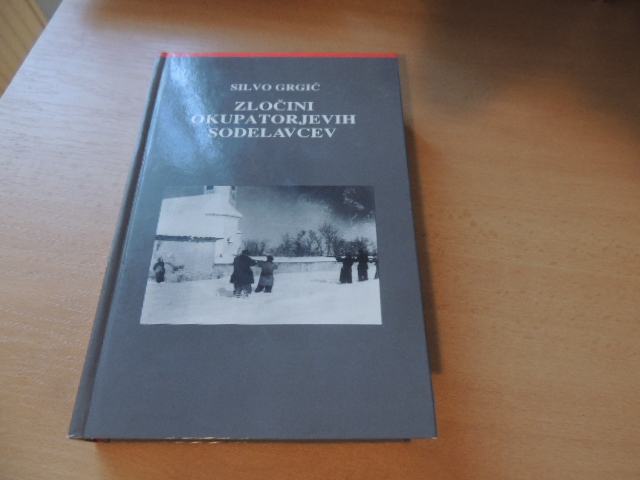 SILVO GRGIČ
ZLOČINI
OKUPATORJEVIH
SODELAVCEV